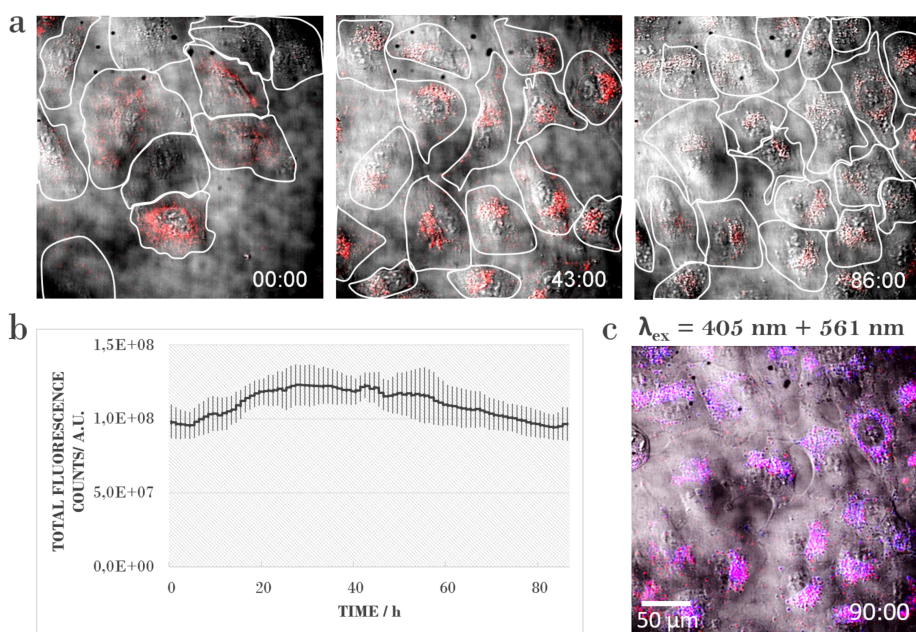 a
00:00
43:00
86:00
b
TOTAL FLUORESCENCE
COUNTS/ A.U.
1,5E+08
1,0E+08
5,0E+07
0,0E+00
0
20
40
60
80
TIME / h
c
λex = 405 nm + 561 nm
50 µm
90:00